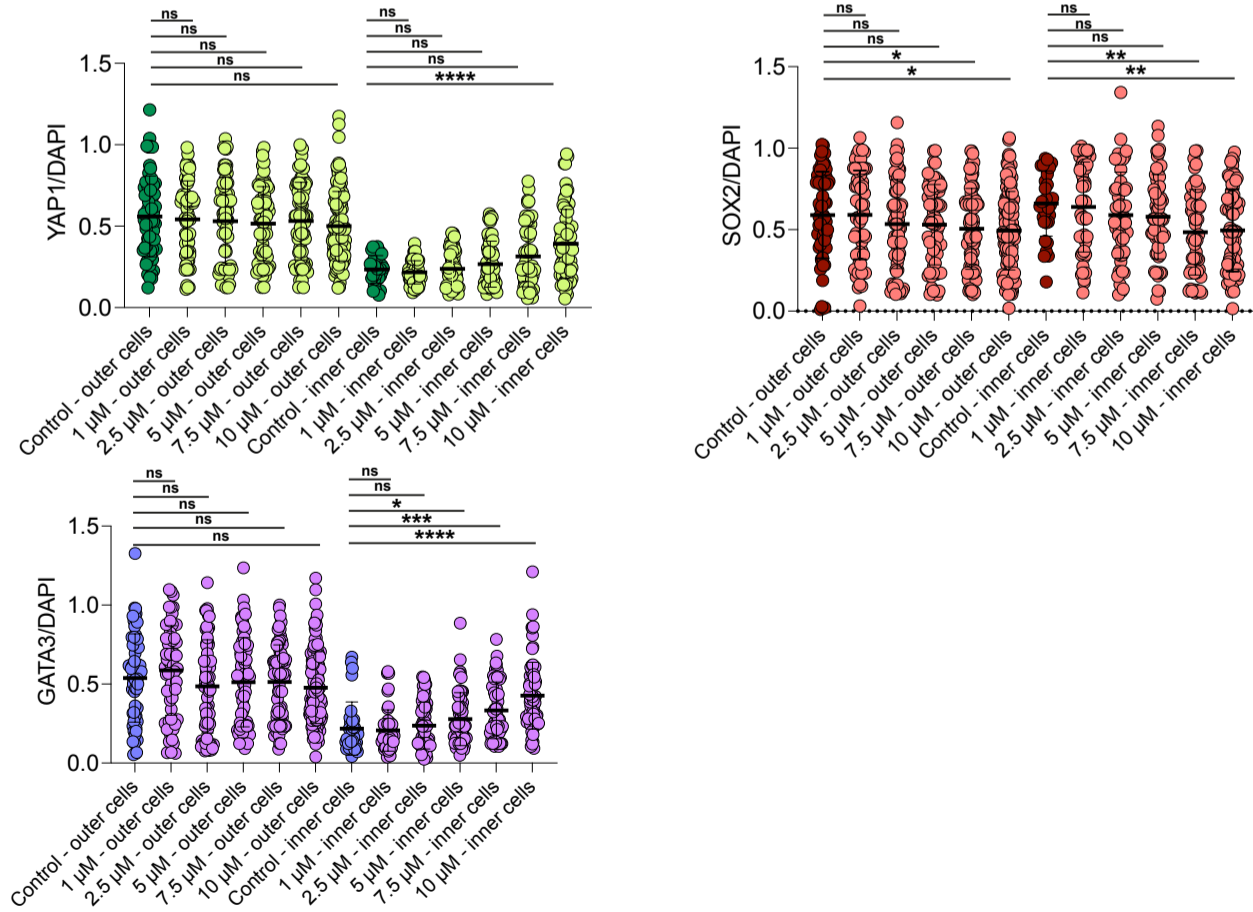 ns
ns
ns
ns
ns
ns
ns
ns
ns
****
1.5
1.0
0.5
0.0
YAP1/DAPI
Control - outer cells
1 µM - outer cells
2.5 µM - outer cells
5 µM - outer cells
7.5 µM - outer cells
10 µM - outer cells
Control - inner cells
1 µM - inner cells
2.5 µM - inner cells
5 µM - inner cells
7.5 µM - inner cells
10 µM - inner cells
ns
ns
ns
*
*
ns
ns
ns
**
**
1.5
1.0
0.5
0.0
SOX2/DAPI
Control - outer cells
1 µM - outer cells
2.5 µM - outer cells
5 µM - outer cells
7.5 µM - outer cells
10 µM - outer cells
Control - inner cells
1 µM - inner cells
2.5 µM - inner cells
5 µM - inner cells
7.5 µM - inner cells
10 µM - inner cells
ns
ns
ns
ns
ns
ns
ns
*
***
****
1.5
1.0
0.5
0.0
GATA3/DAPI
Control - outer cells
1 µM - outer cells
2.5 µM - outer cells
5 µM - outer cells
7.5 µM - outer cells
10 µM - outer cells
Control - inner cells
1 µM - inner cells
2.5 µM - inner cells
5 µM - inner cells
7.5 µM - inner cells
10 µM - inner cells